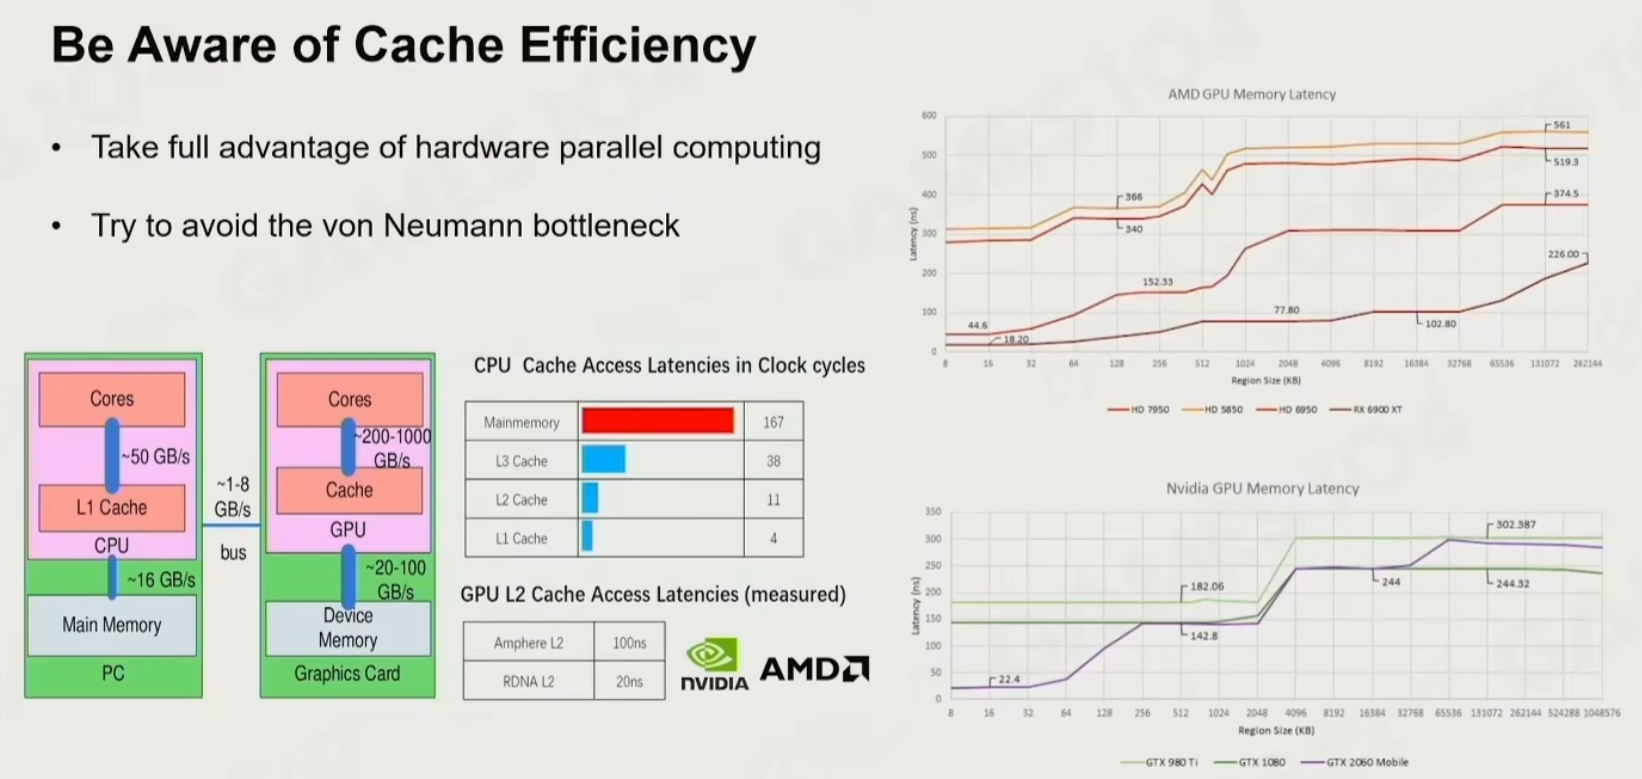 Be Aware of Cache Efficiency
• Take full advantage of hardware parallel computing
• Try to avoid the von Neumann bottleneck
Cores
~50 GB/s
L1 Cache
CPU
~16 GB/s
Main Memory
PC
~1-8
GB/s
bus
Cores
~200-1000
GB/s
Cache
GPU
~20-100
GB/s
Device
Memory
Graphics Card
CPU Cache Access Latencies in Clock cycles
Mainmemory 167
L3 Cache 38
L2 Cache 11
L1 Cache 4
GPU L2 Cache Access Latencies (measured)
Amphere L2 100ns
RDNA L2 20ns
NVIDIA
AMD
AMD GPU Memory Latency
Latency (ns)
600
500
400
300
200
100
0
561
519.3
374.5
226.00
366
340
152.33
77.80
102.80
44.6
18.20
8 16 32 64 128 256 512 1024 2048 4096 8192 16384 32768 65536 131072 262144
Region Size (KB)
HD 7950 HD 5850 HD 6950 RX 6900 XT
Nvidia GPU Memory Latency
Latency (ns)
350
300
250
200
150
100
50
0
302.387
182.06
244
244.32
142.8
22.4
8 16 32 64 128 256 512 1024 2048 4096 8192 16384 32768 65536 131072 262144 524288 1048576
Region Size (KB)
GTX 980 Ti GTX 1080 GTX 2060 Mobile